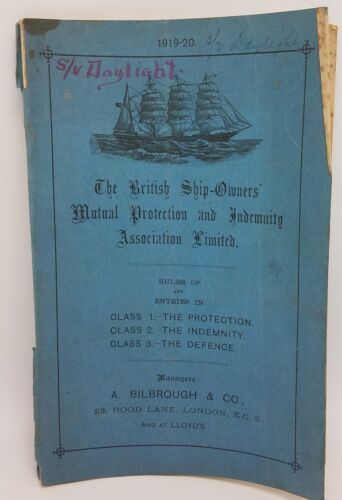 1919-20. s/v Daylight
S/V Daylight
The British Ship-Owners'
Mutual Protection and Indemnity
Association Limited.
RULES OF
AND
ENTRIES IN
CLASS 1.-THE PROTECTION.
CLASS 2.-THE INDEMNITY.
CLASS 3.-THE DEFENCE.
Managers:
A. BILBROUGH & CO.,
23, ROOD LANE, LONDON, E.C. 3.
AND AT LLOYD'S.